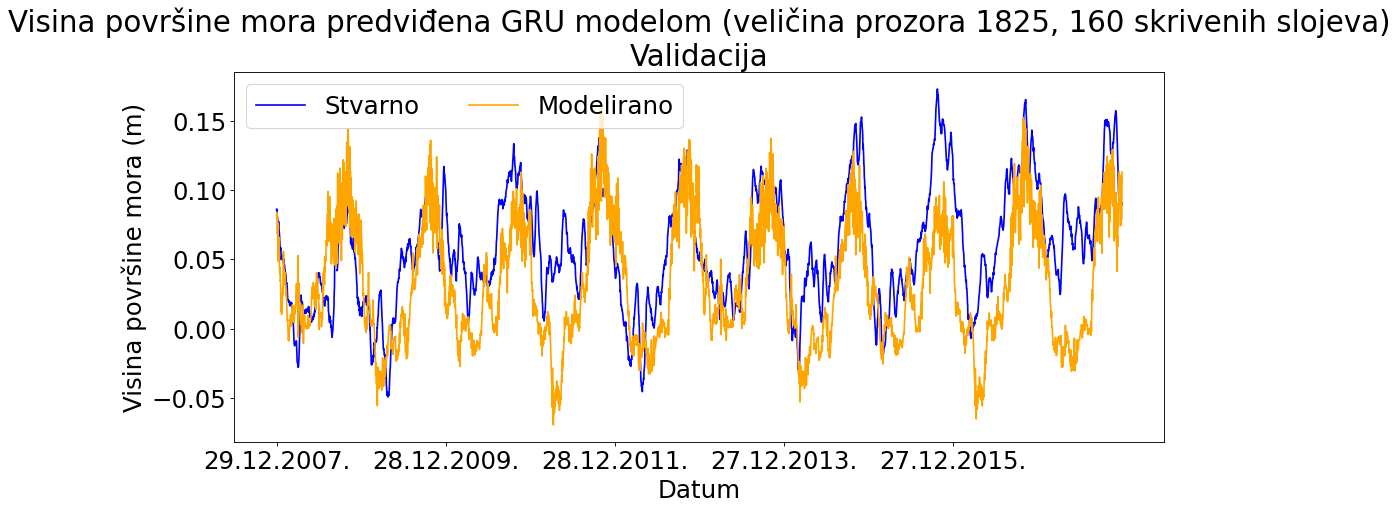 Visina površine mora predviđena GRU modelom (veličina prozora 1825, 160 skrivenih slojeva)
Validacija
Stvarno
Modelirano
Visina površine mora (m)
0.15
0.10
0.05
0.00
−0.05
29.12.2007.
28.12.2009.
28.12.2011.
27.12.2013.
27.12.2015.
Datum